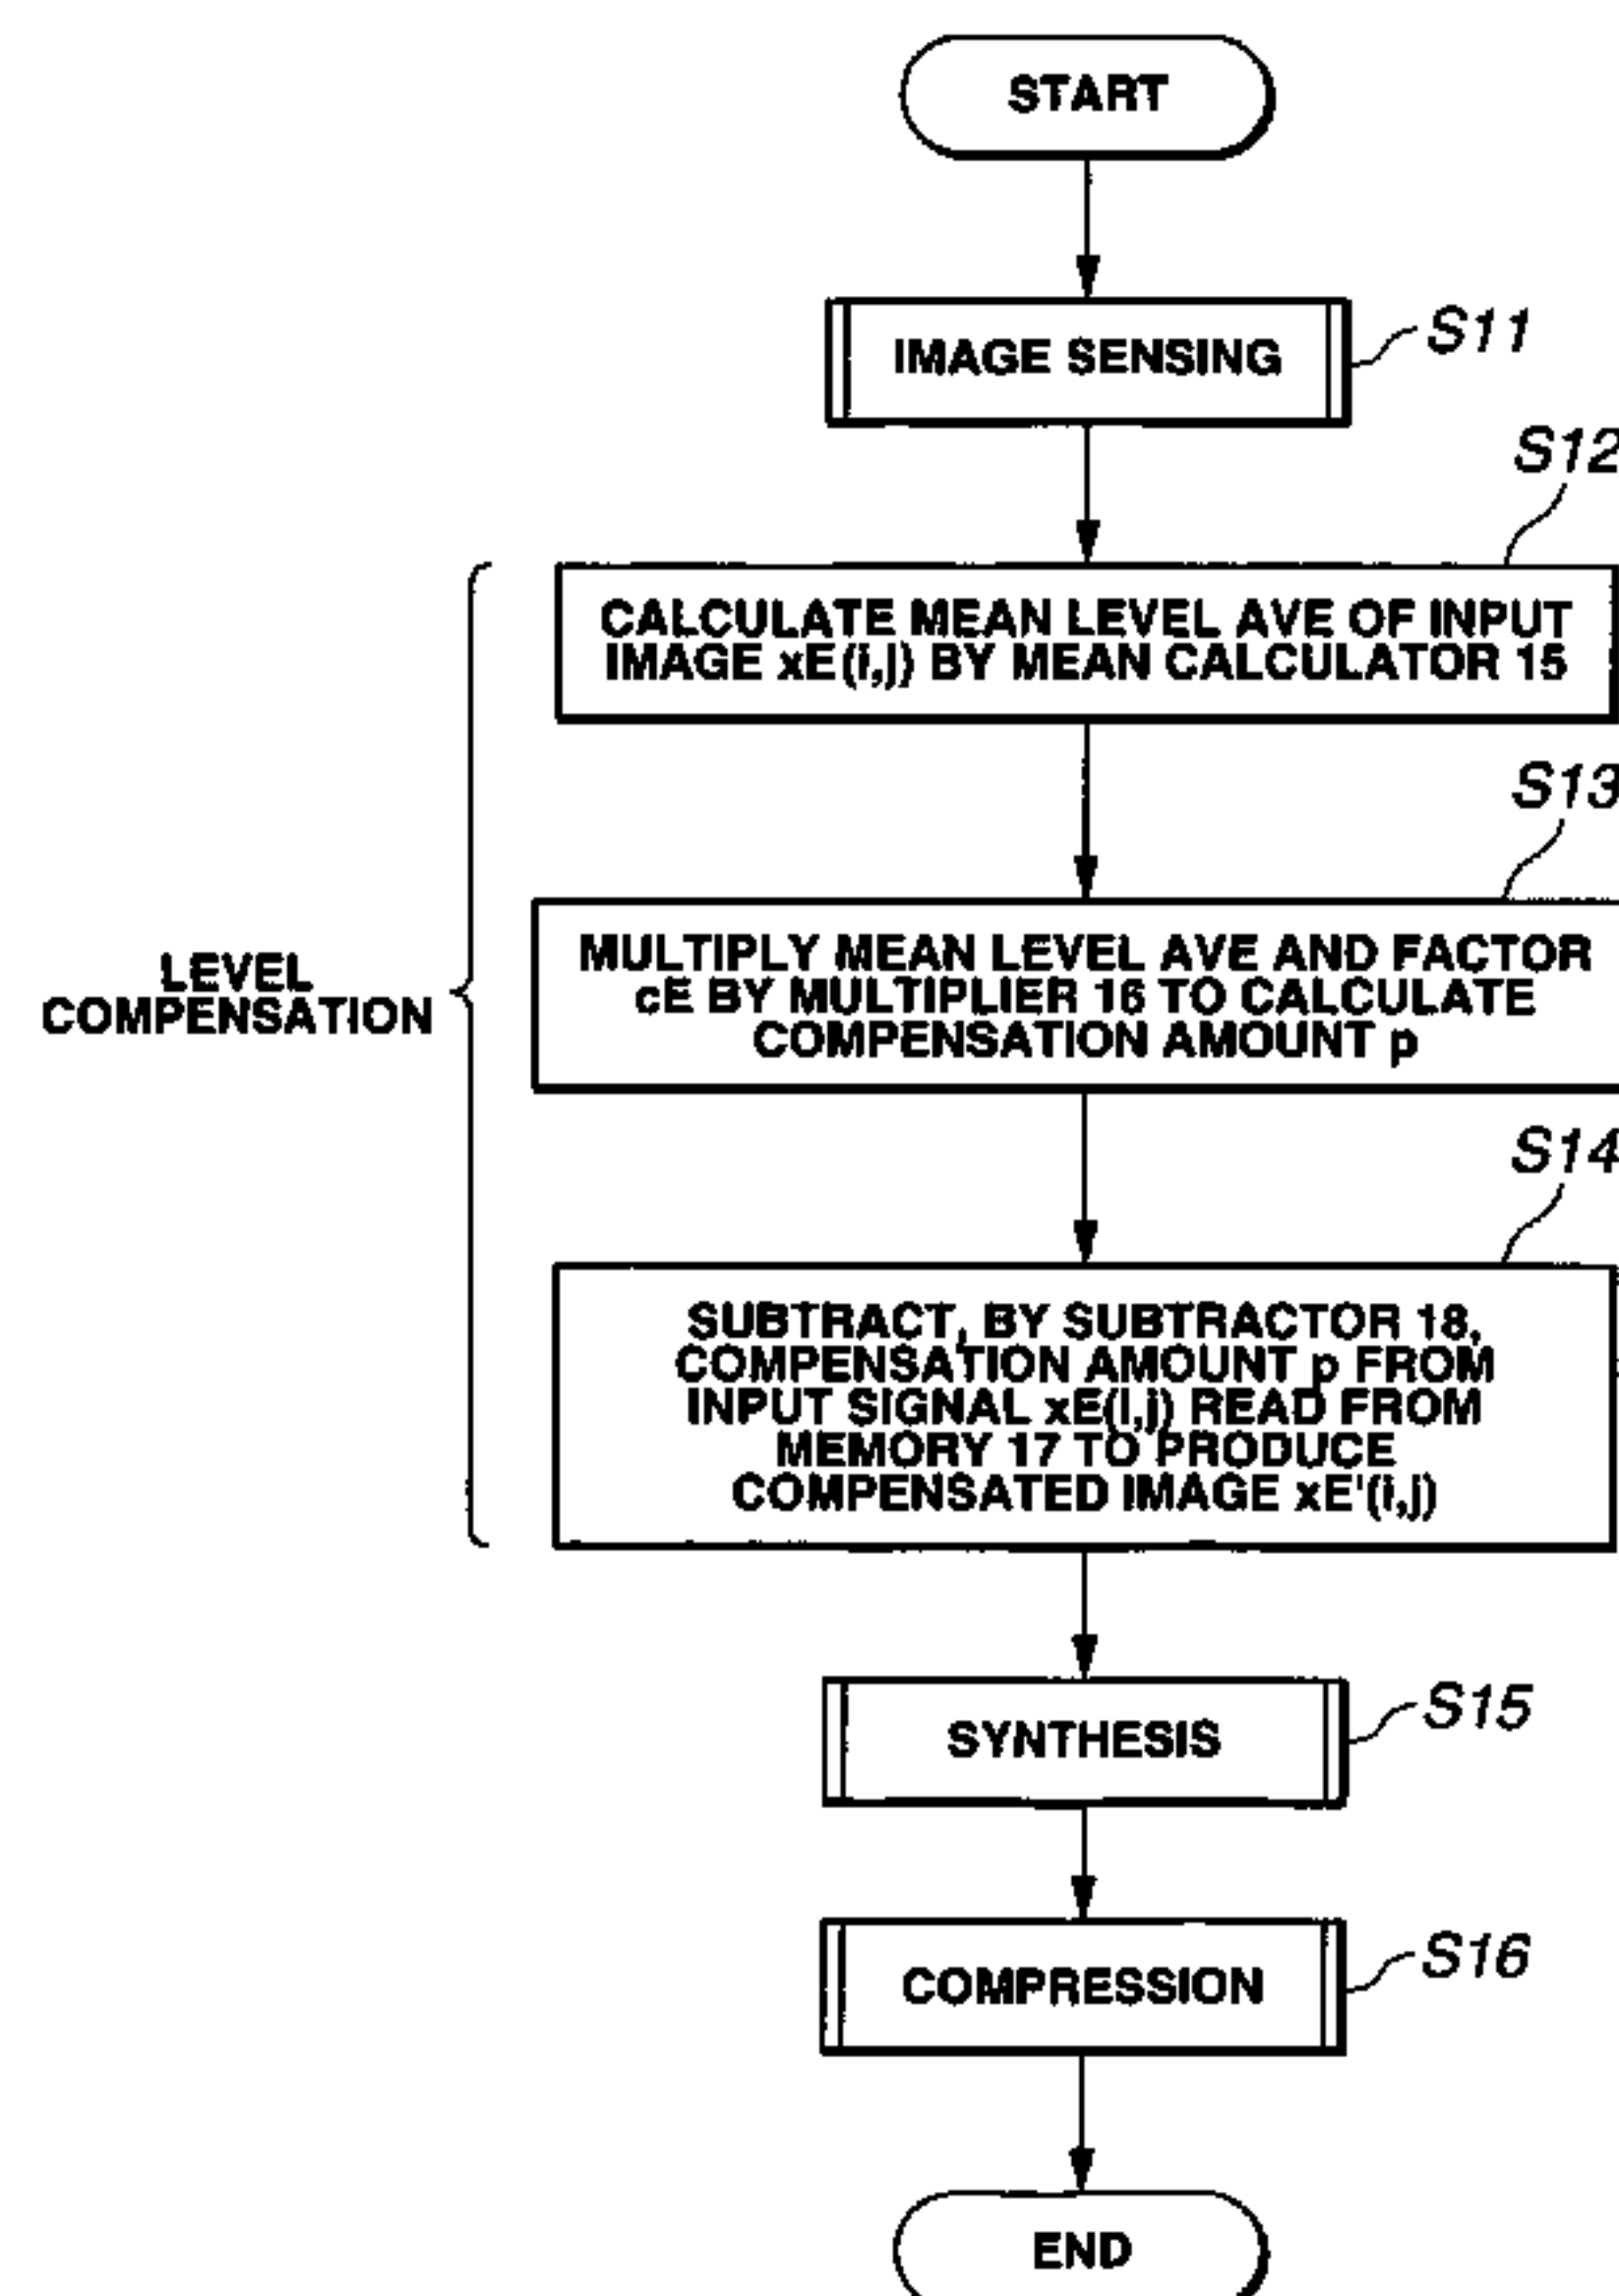 START
IMAGE SENSING
S11
S12
CALCULATE MEAN LEVEL AVE OF INPUT
IMAGE xE(i,j) BY MEAN CALCULATOR 15
S13
LEVEL
COMPENSATION
MULTIPLY MEAN LEVEL AVE AND FACTOR
cE BY MULTIPLIER 16 TO CALCULATE
COMPENSATION AMOUNT p
S14
SUBTRACT, BY SUBTRACTOR 18,
COMPENSATION AMOUNT p FROM
INPUT SIGNAL xE(i,j) READ FROM
MEMORY 17 TO PRODUCE
COMPENSATED IMAGE xE'(i,j)
SYNTHESIS
S15
COMPRESSION
S16
END